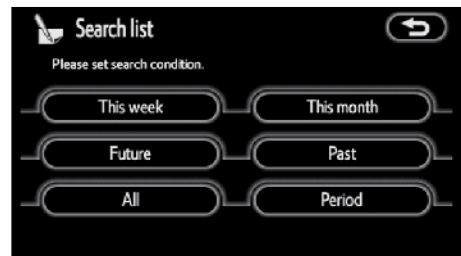 Search list
Please set search condition.
This week
This month
Future
Past
All
Period